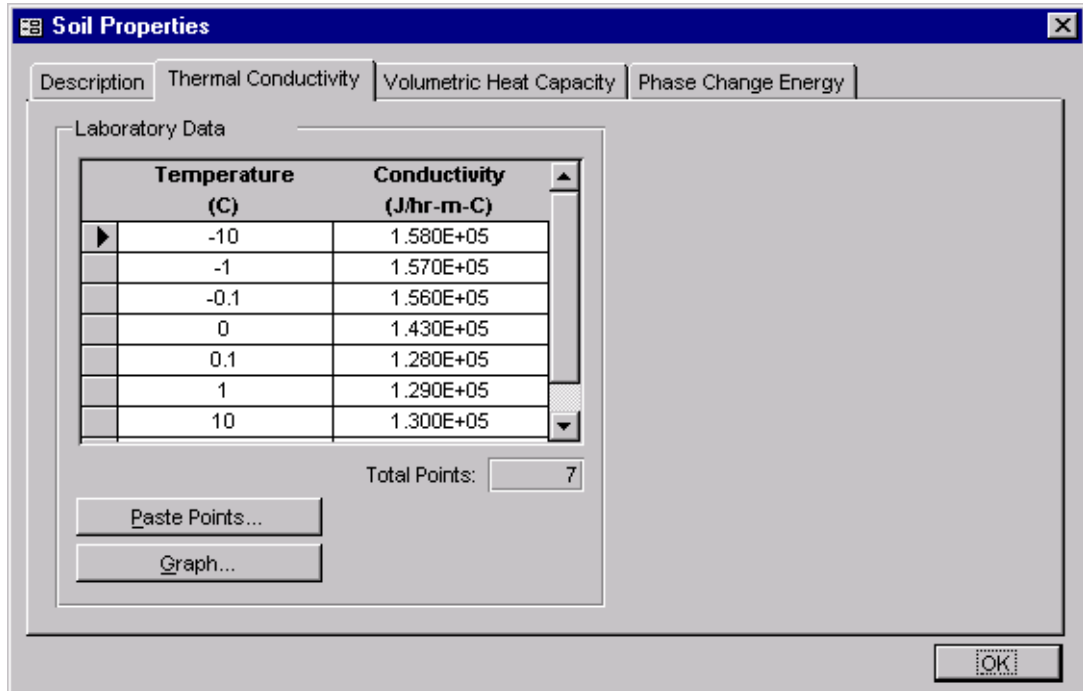 Soil Properties
Description Thermal Conductivity Volumetric Heat Capacity Phase Change Energy
Laboratory Data
Temperature Conductivity
(C) (J/hr-m-C)
-10 1.580E+05
-1 1.570E+05
-0.1 1.560E+05
0 1.430E+05
0.1 1.280E+05
1 1.290E+05
10 1.300E+05
Total Points: 7
Paste Points...
Graph...
OK